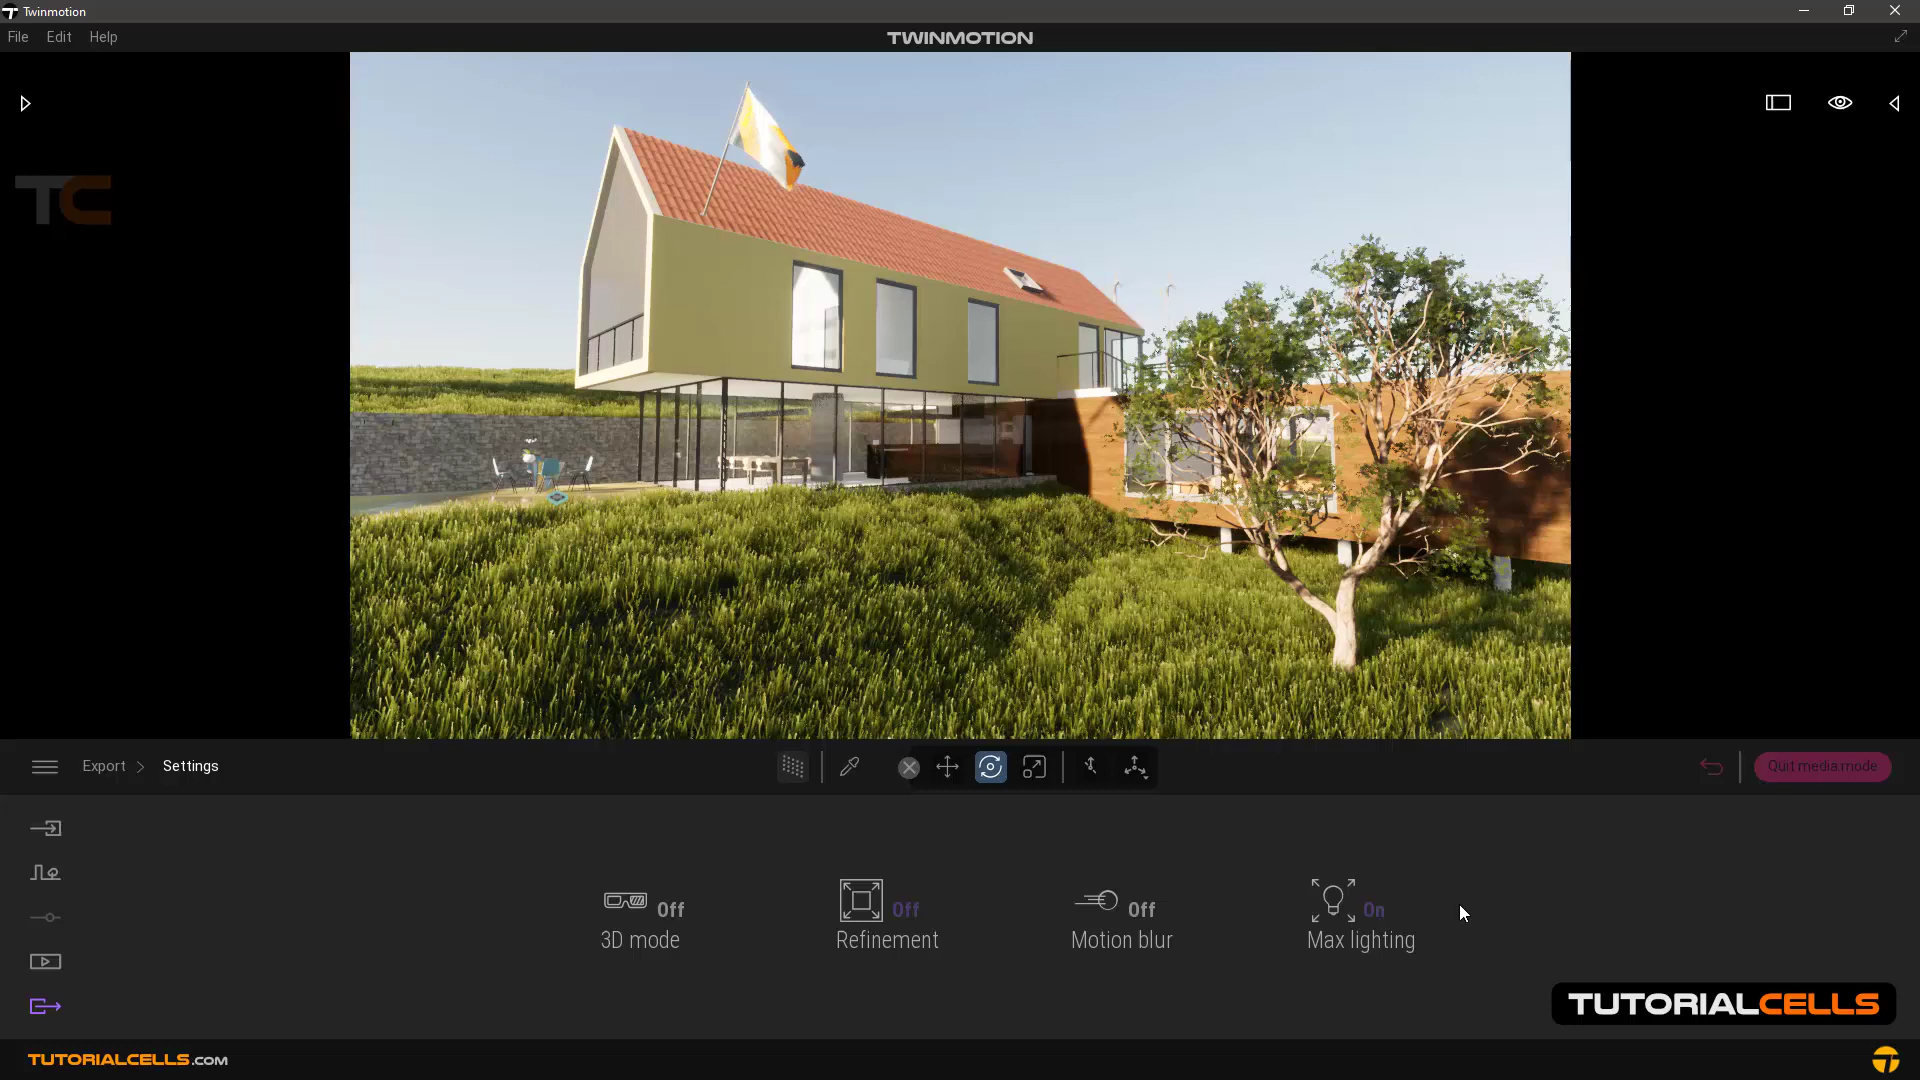 Twinmotion
File Edit Help
TWINMOTION
TC
Export Settings
Quit media mode
Off
3D mode
Off
Refinement
Off
Motion blur
On
Max lighting
TUTORIALCELLS
TUTORIALCELLS.COM